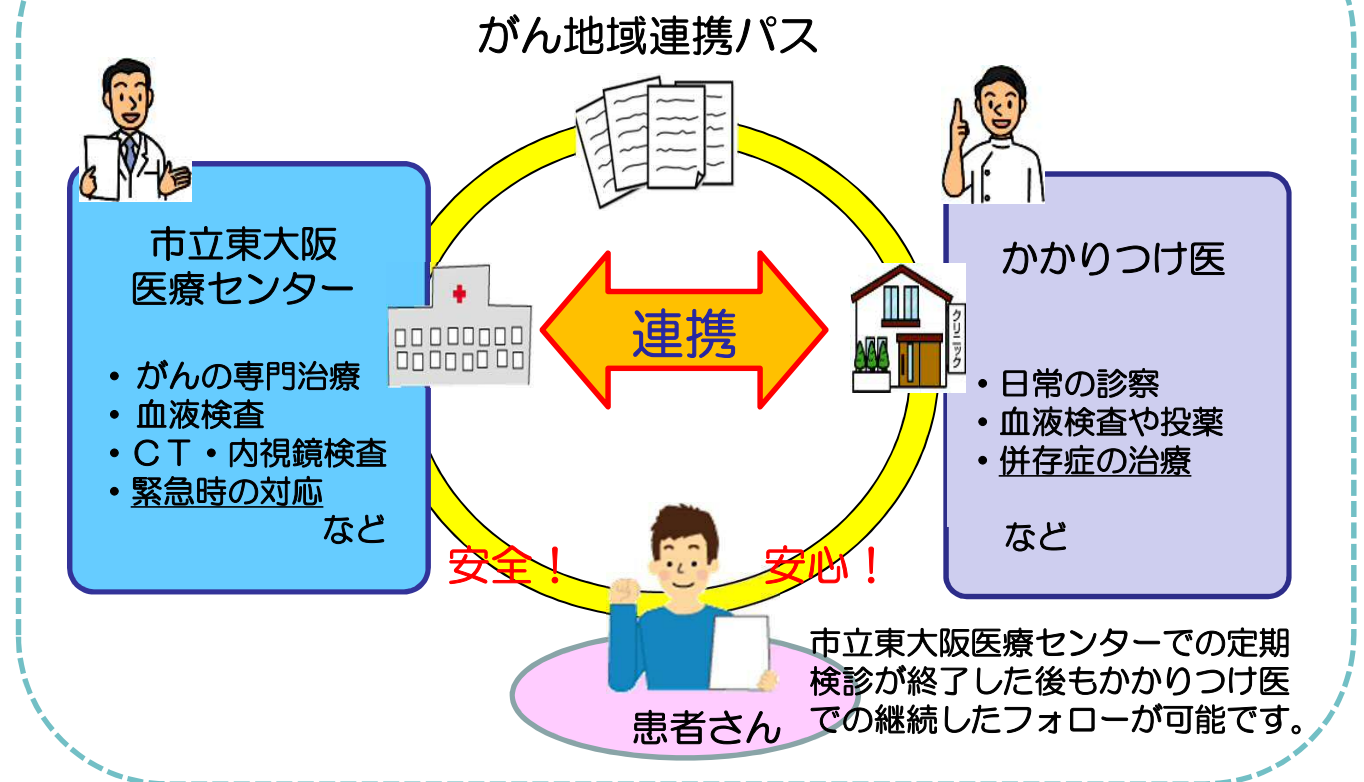 がん地域連携パス
市立東大阪
医療センター
・がんの専門治療
・血液検査
・ＣＴ・内視鏡検査
・緊急時の対応
など
連携
クリニック
かかりつけ医
・日常の診察
・血液検査や投薬
・併存症の治療
など
安全！
安心！
患者さん
市立東大阪医療センターでの定期
検診が終了した後もかかりつけ医
での継続したフォローが可能です。